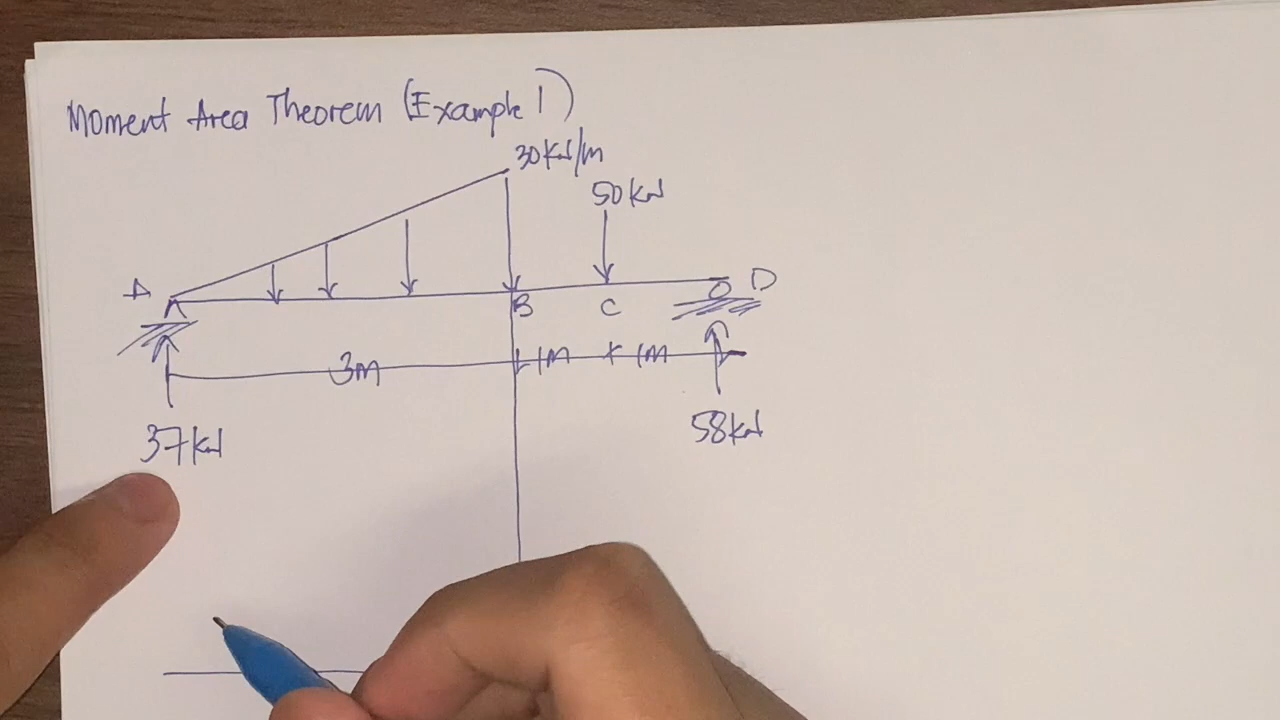 Moment Area Theorem (Example 1)
30kN/m
50kN
A
B
C
D
3m
1m
1m
37kN
58kN